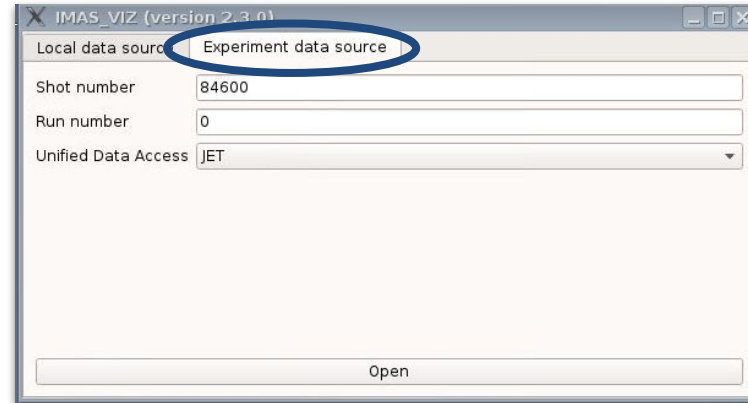 IMAS_VIZ (version 2.3.0)
Local data source Experiment data source
Shot number 84600
Run number 0
Unified Data Access JET
Open